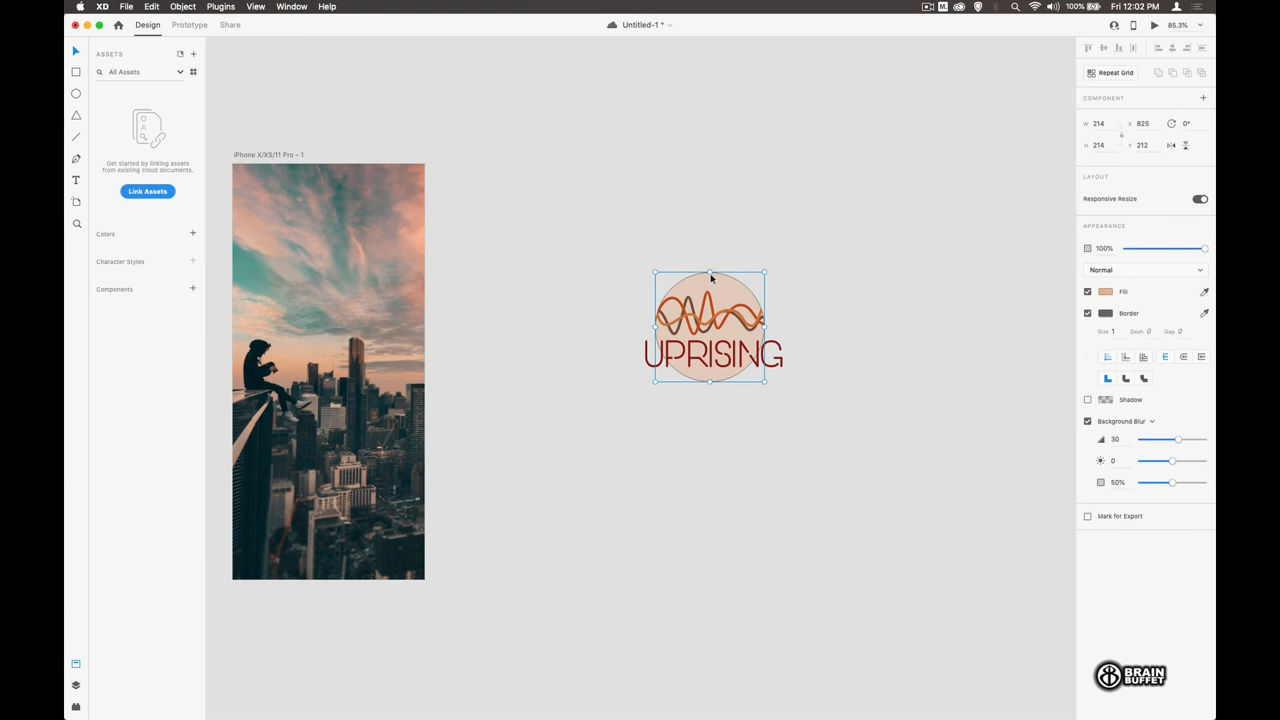 XD File Edit Object Plugins View Window Help
M. 100% Fri 12:02 PM
Design Prototype Share
Untitled-1 *
85.3%
ASSETS
All Assets
Get started by linking assets
from existing cloud documents.
Link Assets
Colors
Character Styles
Components
iPhone X/XS/11 Pro – 1
UPRISING
Repeat Grid
COMPONENT
W 214 X 825 0°
H 214 Y 212
LAYOUT
Responsive Resize
APPEARANCE
100%
Normal
Fill
Border
Size 1 Dash 0 Gap 0
Shadow
Background Blur
30
0
50%
Mark for Export
BRAIN
BUFFET